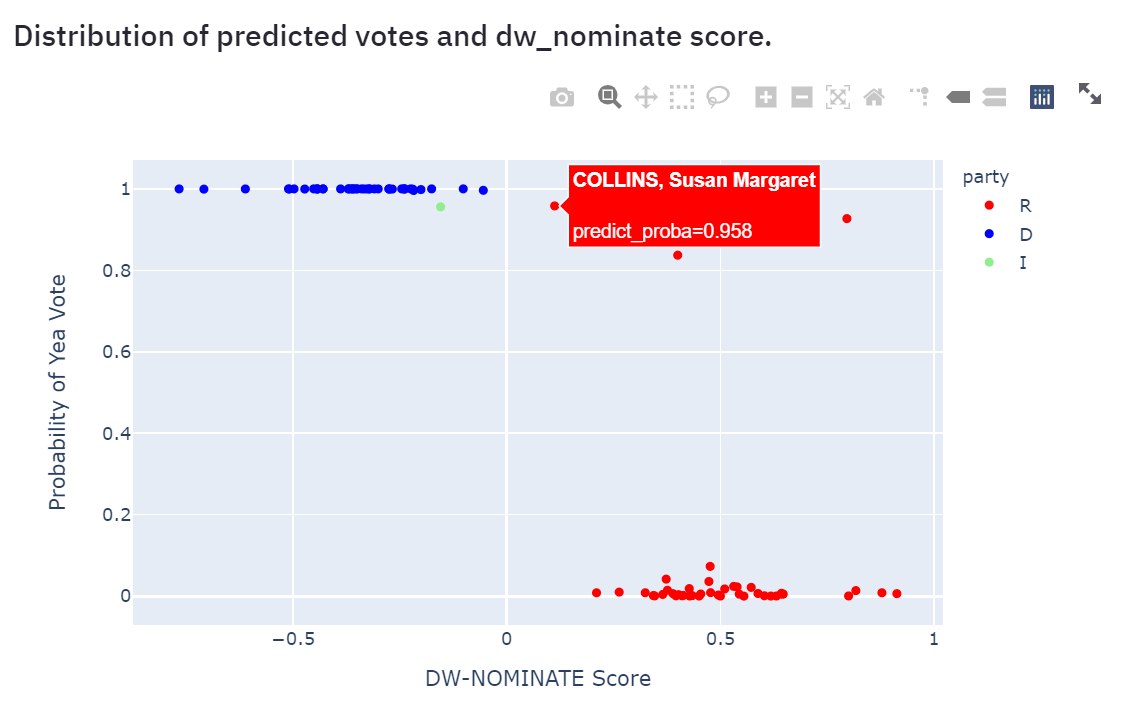 Distribution of predicted votes and dw_nominate score.
COLLINS, Susan Margaret
predict_proba=0.958
party
R
D
I
1
0.8
0.6
0.4
0.2
0
Probability of Yea Vote
−0.5
0
0.5
1
DW-NOMINATE Score